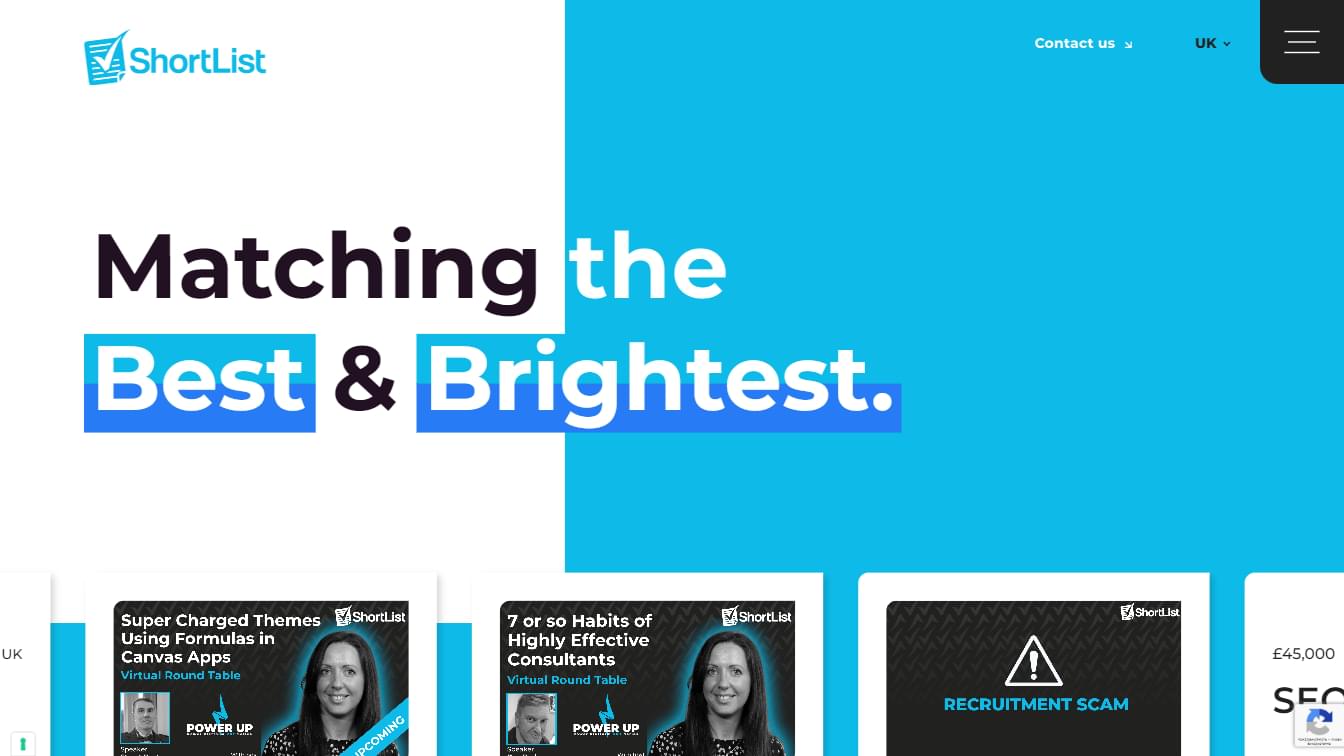 ShortList
Contact us
UK
Matching the
Best & Brightest.
UK
Super Charged Themes
Using Formulas in
Canvas Apps
Virtual Round Table
ShortList
POWER UP
Speaker
UPCOMING
7 or so Habits of
Highly Effective
Consultants
Virtual Round Table
ShortList
POWER UP
Speaker
ShortList
RECRUITMENT SCAM
£45,000